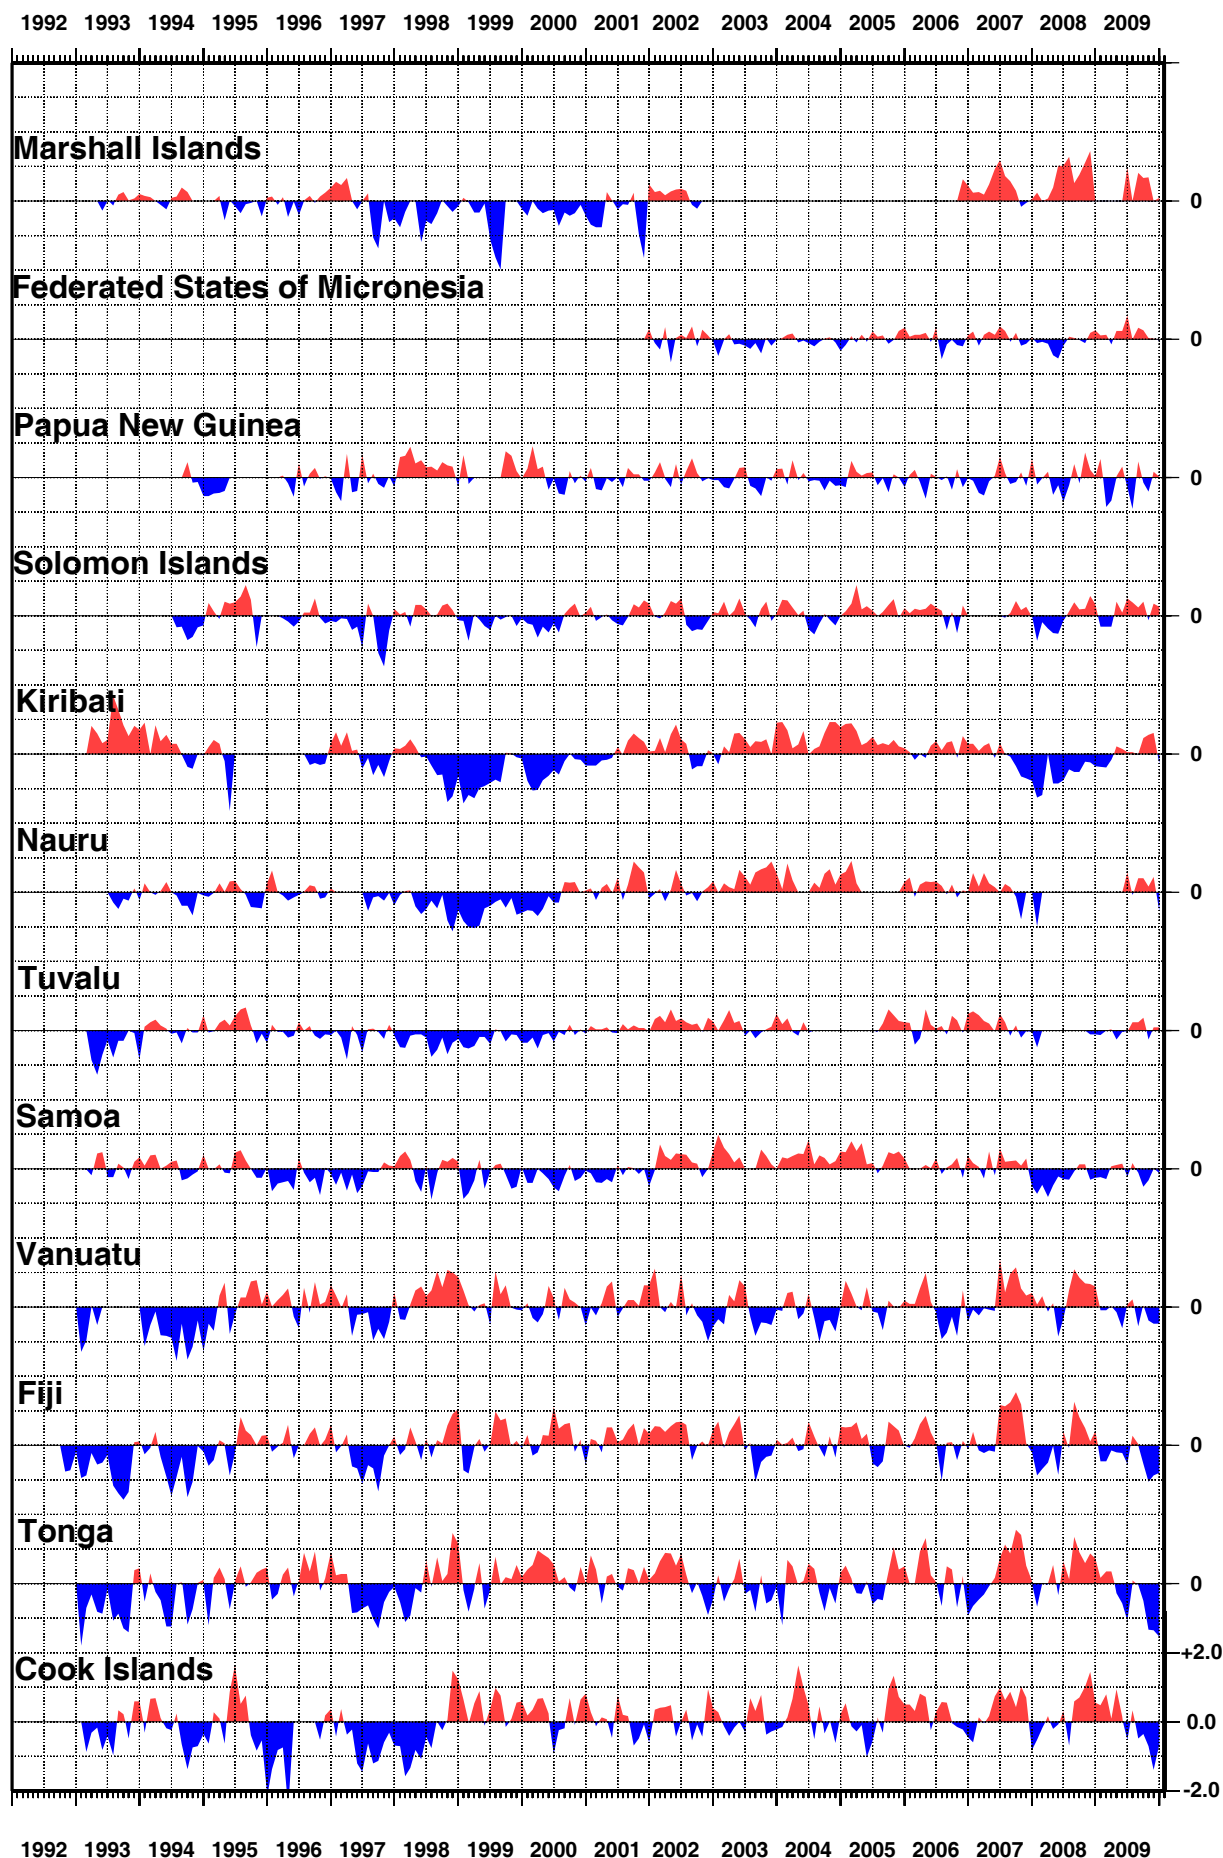 1992 1993 1994 1995 1996 1997 1998 1999 2000 2001 2002 2003 2004 2005 2006 2007 2008 2009
Marshall Islands
0
Federated States of Micronesia
0
Papua New Guinea
0
Solomon Islands
0
Kiribati
0
Nauru
0
Tuvalu
0
Samoa
0
Vanuatu
0
Fiji
0
Tonga
0
+2.0
Cook Islands
0.0
-2.0
1992 1993 1994 1995 1996 1997 1998 1999 2000 2001 2002 2003 2004 2005 2006 2007 2008 2009